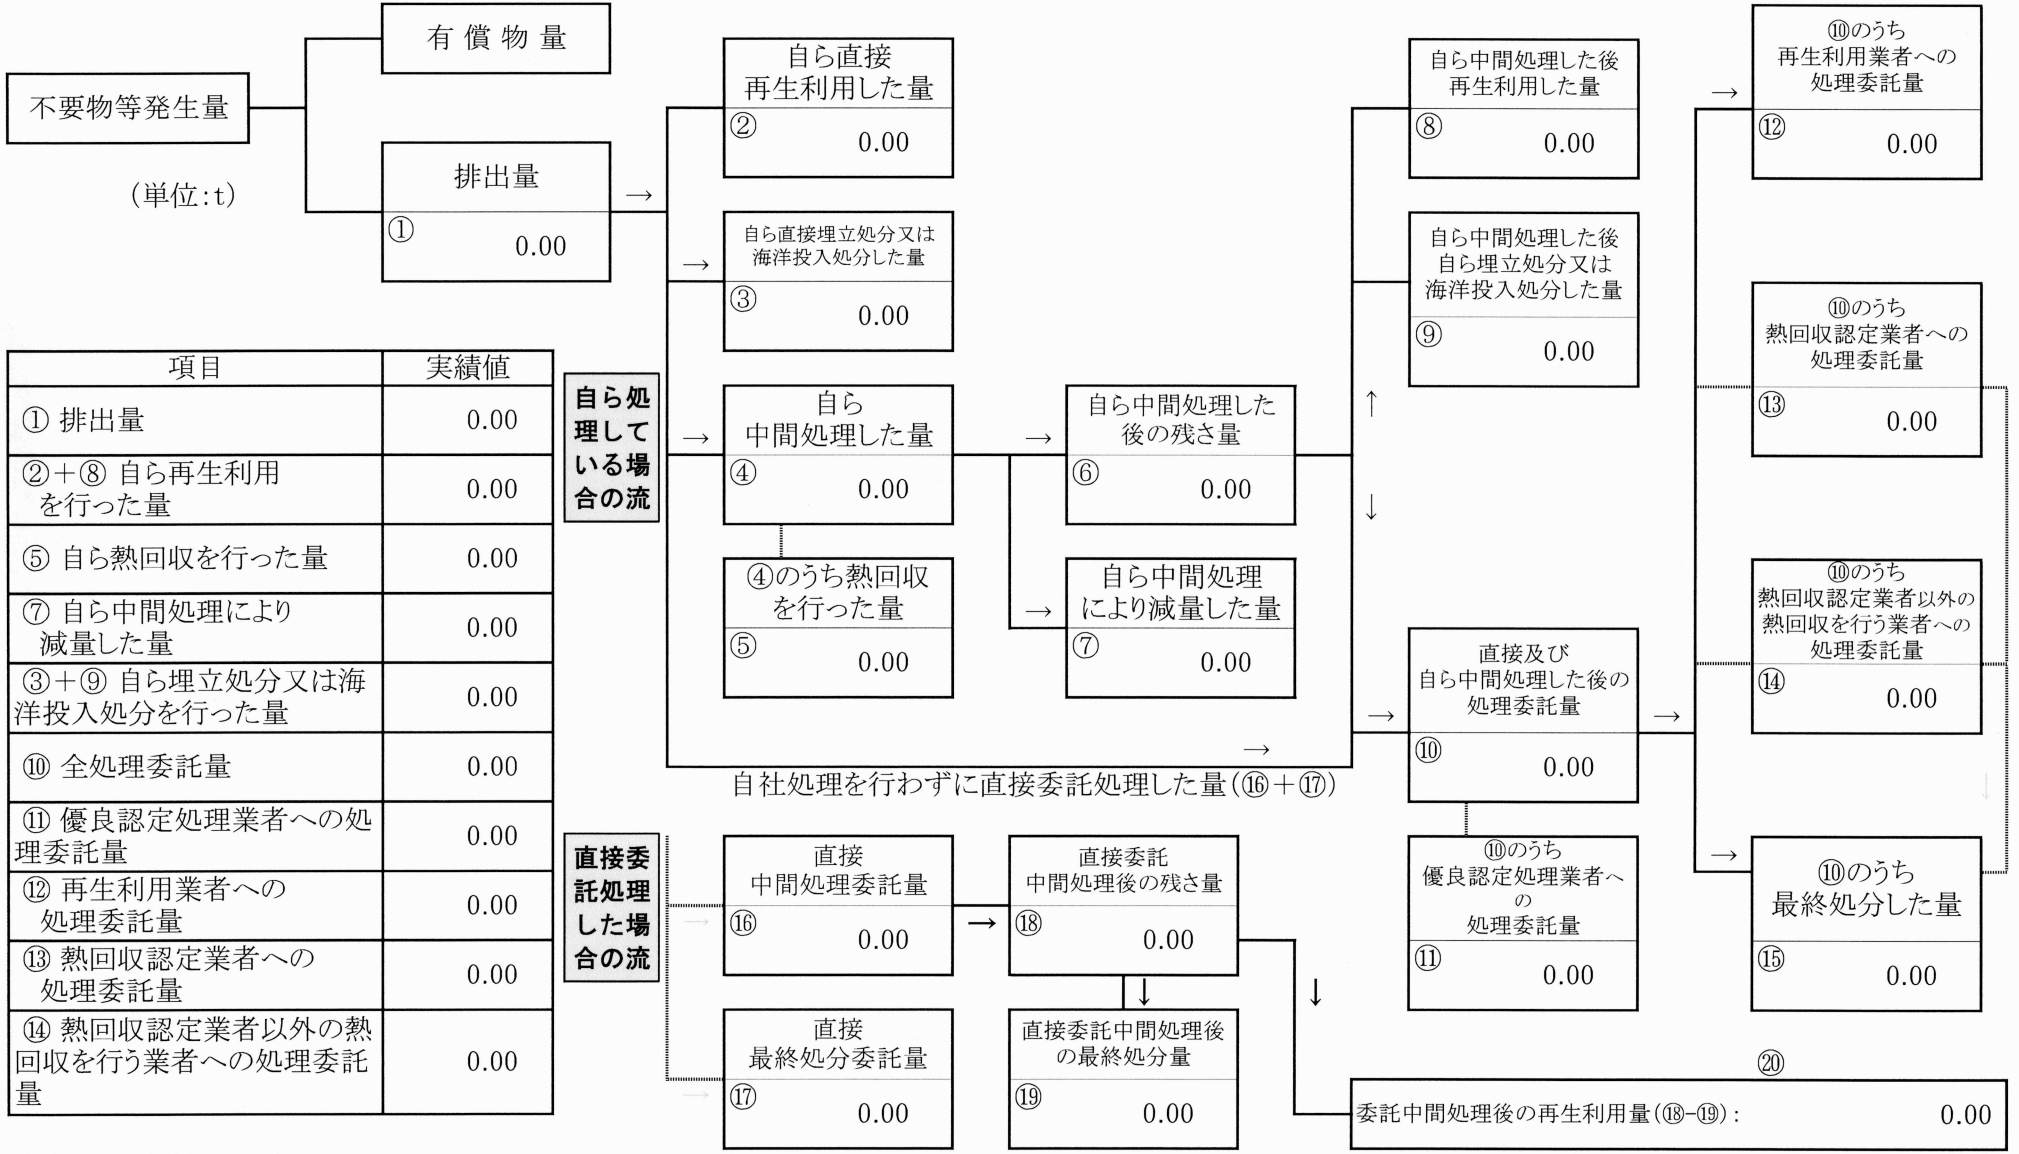 不要物等発生量
(単位:t)
有償物量
排出量
①
0.00
→
自ら直接
再生利用した量
②
0.00
→
自ら直接埋立処分又は
海洋投入処分した量
③
0.00
→
自ら
中間処理した量
④
0.00
④のうち熱回収
を行った量
⑤
0.00
→
自ら中間処理した
後の残さ量
⑥
0.00
→
自ら中間処理
により減量した量
⑦
0.00
↑
↓
自ら中間処理した後
再生利用した量
⑧
0.00
自ら中間処理した後
自ら埋立処分又は
海洋投入処分した量
⑨
0.00
→
自社処理を行わずに直接委託処理した量(⑯+⑰)
→
直接及び
自ら中間処理した後の
処理委託量
⑩
0.00
→
⑩のうち
優良認定処理業者へ
の
処理委託量
⑪
0.00
→
⑩のうち
再生利用業者への
処理委託量
⑫
0.00
⑩のうち
熱回収認定業者への
処理委託量
⑬
0.00
⑩のうち
熱回収認定業者以外の
熱回収を行う業者への
処理委託量
⑭
0.00
↓
→
⑩のうち
最終処分した量
⑮
0.00
項目 実績値
① 排出量 0.00
②+⑧ 自ら再生利用
を行った量 0.00
⑤ 自ら熱回収を行った量 0.00
⑦ 自ら中間処理により
減量した量 0.00
③+⑨ 自ら埋立処分又は海
洋投入処分を行った量 0.00
⑩ 全処理委託量 0.00
⑪ 優良認定処理業者への処
理委託量 0.00
⑫ 再生利用業者への
処理委託量 0.00
⑬ 熱回収認定業者への
処理委託量 0.00
⑭ 熱回収認定業者以外の熱
回収を行う業者への処理委託
量 0.00
自ら処
理して
いる場
合の流
直接委
託処理
した場
合の流
→
直接
中間処理委託量
⑯
0.00
→
直接
最終処分委託量
⑰
0.00
→
直接委託
中間処理後の残さ量
⑱
0.00
↓
直接委託中間処理後
の最終処分量
⑲
0.00
↓
⑳
委託中間処理後の再生利用量(⑱-⑲): 0.00